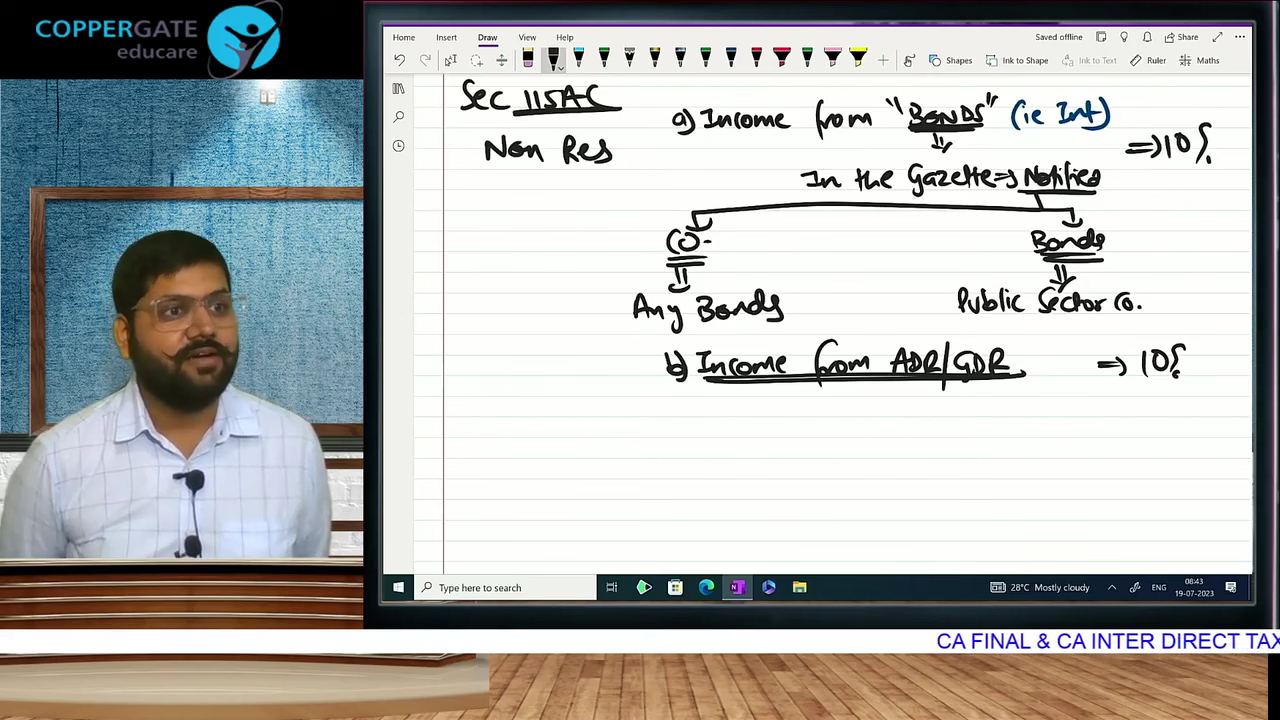 COPPERGATE
educare
Home Insert Draw View Help
Saved offline
Share
Shapes Ink to Shape Ink to Text Ruler Maths
Sec 115AC
a) Income from "BONDS" (ie Int)
Non Res
=> 10%
In the Gazette => Notified
Co.
Bonds
Any Bonds
Public Sector Co.
b) Income from ADR/GDR => 10%
Type here to search
28°C Mostly cloudy
ENG
08:43
19-07-2023
CA FINAL & CA INTER DIRECT TAX